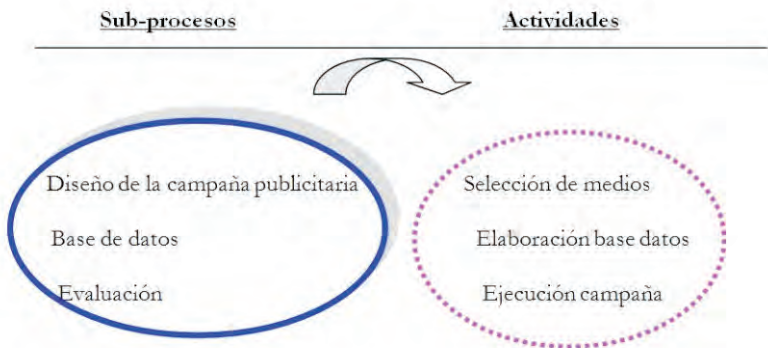 Sub-procesos
Actividades
Diseño de la campaña publicitaria
Base de datos
Evaluación
Selección de medios
Elaboración base datos
Ejecución campaña